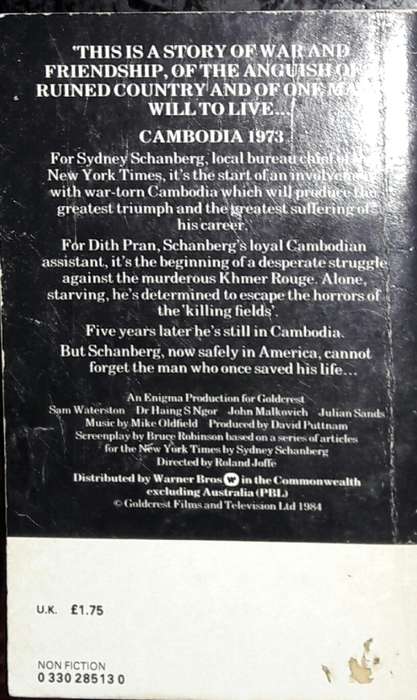 'THIS IS A STORY OF WAR AND
FRIENDSHIP, OF THE ANGUISH OF
RUINED COUNTRY AND OF ONE
WILL TO LIVE...'
CAMBODIA 1973
For Sydney Schanberg, local bureau chief of
New York Times, it's the start of an involvement
with war-torn Cambodia which will produce the
greatest triumph and the greatest suffering of
his career.
For Dith Pran, Schanberg's loyal Cambodian
assistant, it's the beginning of a desperate struggle
against the murderous Khmer Rouge. Alone,
starving, he's determined to escape the horrors of
the 'killing fields'.
Five years later he's still in Cambodia.
But Schanberg, now safely in America, cannot
forget the man who once saved his life...
An Enigma Production for Goldcrest
Sam Waterston Dr Haing S Ngor John Malkovich Julian Sands
Music by Mike Oldfield Produced by David Puttnam
Screenplay by Bruce Robinson based on a series of articles
for the New York Times by Sydney Schanberg
Directed by Roland Joffe
Distributed by Warner Bros W in the Commonwealth
excluding Australia (PBL)
© Goldcrest Films and Television Ltd 1984
U.K. £1.75
NON FICTION
0 330 28513 0